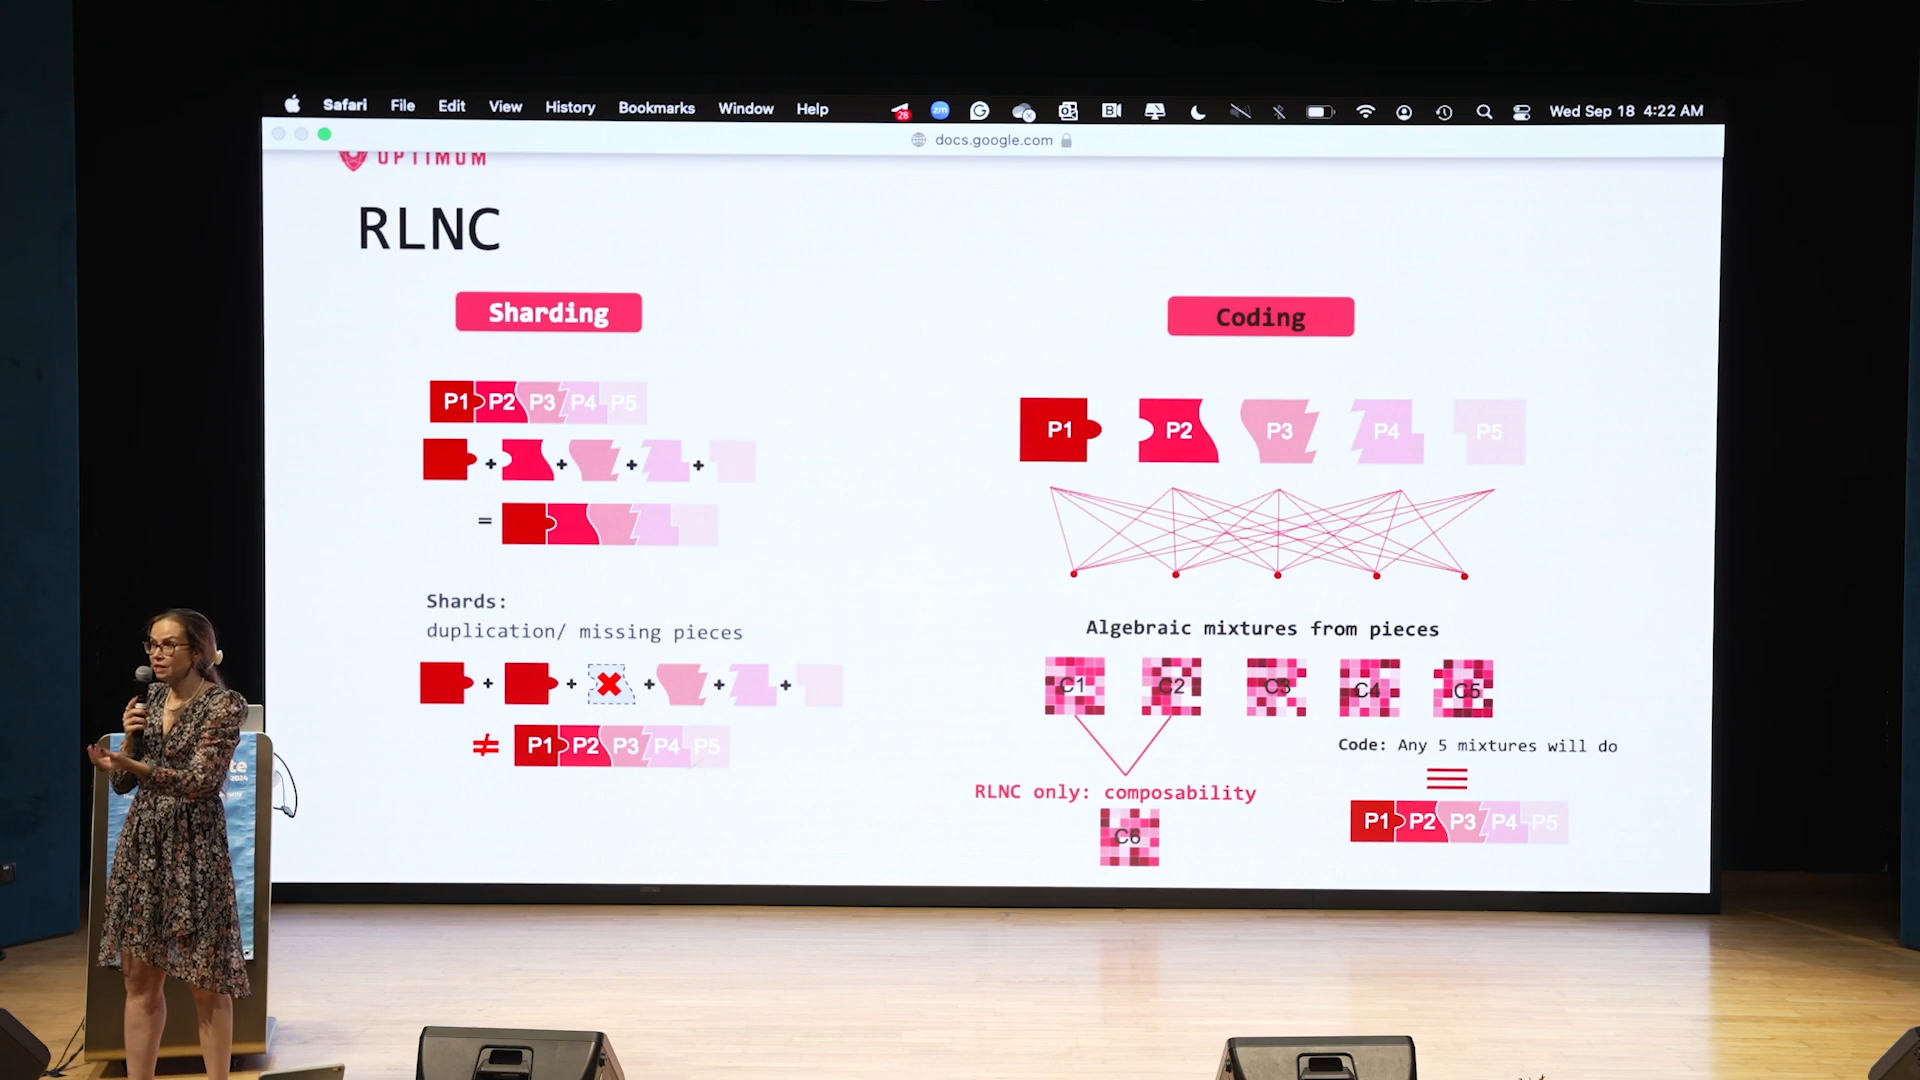 Safari File Edit View History Bookmarks Window Help 28 zm Wed Sep 18 4:22 AM
docs.google.com
OPTIMUM
RLNC
Sharding
P1 P2 P3 P4 P5
+ + + +
=
Shards:
duplication/ missing pieces
+ + + + +
≠ P1 P2 P3 P4 P5
Coding
P1 P2 P3 P4 P5
Algebraic mixtures from pieces
C1 C2 C3 C4 C5
Code: Any 5 mixtures will do
RLNC only: composability
C6
P1 P2 P3 P4 P5
2024